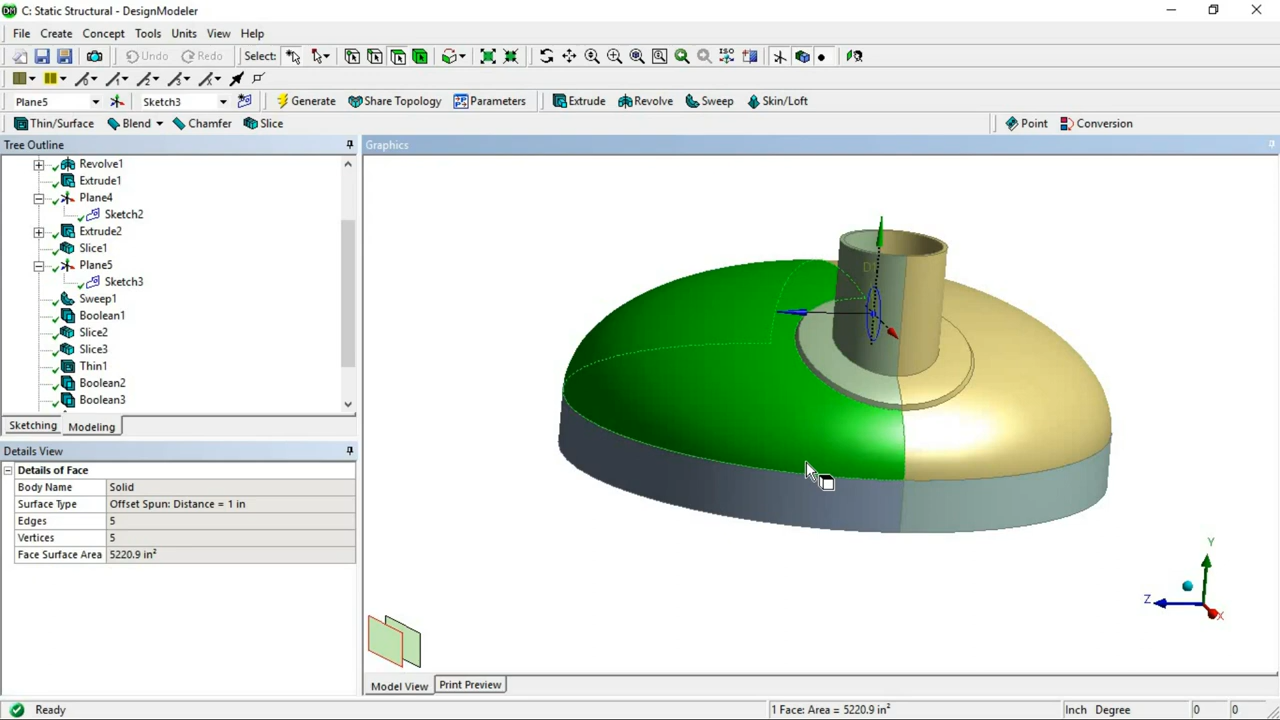 C: Static Structural - DesignModeler
File Create Concept Tools Units View Help
Undo Redo Select: ISO
Plane5 Sketch3 Generate Share Topology Parameters Extrude Revolve Sweep Skin/Loft
Thin/Surface Blend Chamfer Slice Point Conversion
Tree Outline
Graphics
Revolve1
Extrude1
Plane4
Sketch2
Extrude2
Slice1
Plane5
Sketch3
Sweep1
Boolean1
Slice2
Slice3
Thin1
Boolean2
Boolean3
Sketching Modeling
Details View
Details of Face
Body Name Solid
Surface Type Offset Spun: Distance = 1 in
Edges 5
Vertices 5
Face Surface Area 5220.9 in²
Y
Z
X
Model View Print Preview
Ready 1 Face: Area = 5220.9 in² Inch Degree 0 0